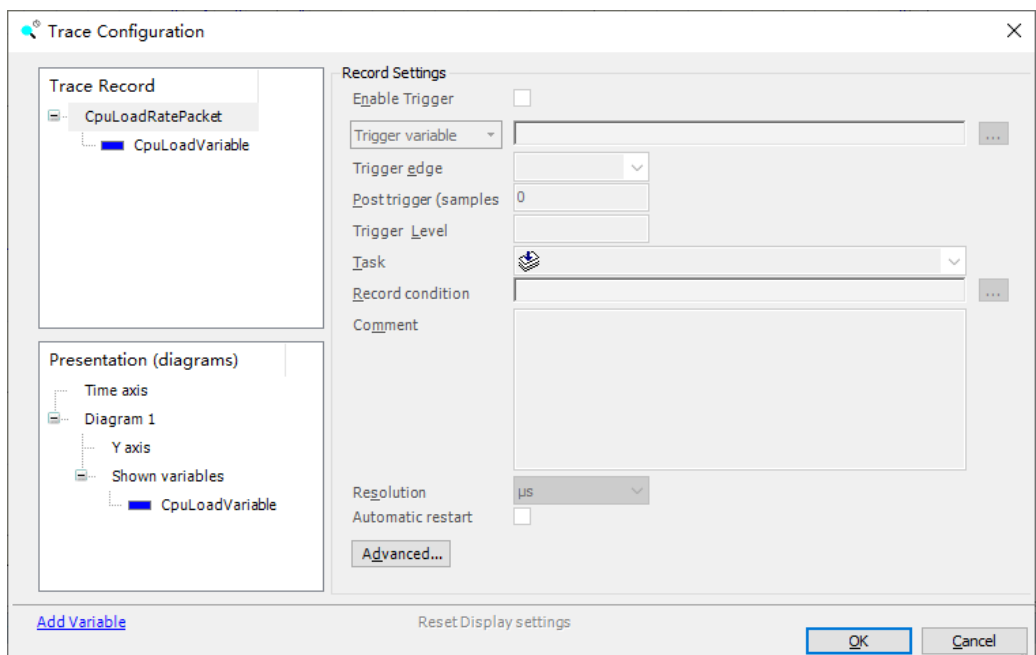 Trace Configuration
Trace Record
CpuLoadRatePacket
CpuLoadVariable
Presentation (diagrams)
Time axis
Diagram 1
Y axis
Shown variables
CpuLoadVariable
Record Settings
Enable Trigger
Trigger variable
...
Trigger edge
Post trigger (samples
0
Trigger Level
Task
Record condition
...
Comment
Resolution
µs
Automatic restart
Advanced...
Add Variable
Reset Display settings
OK
Cancel